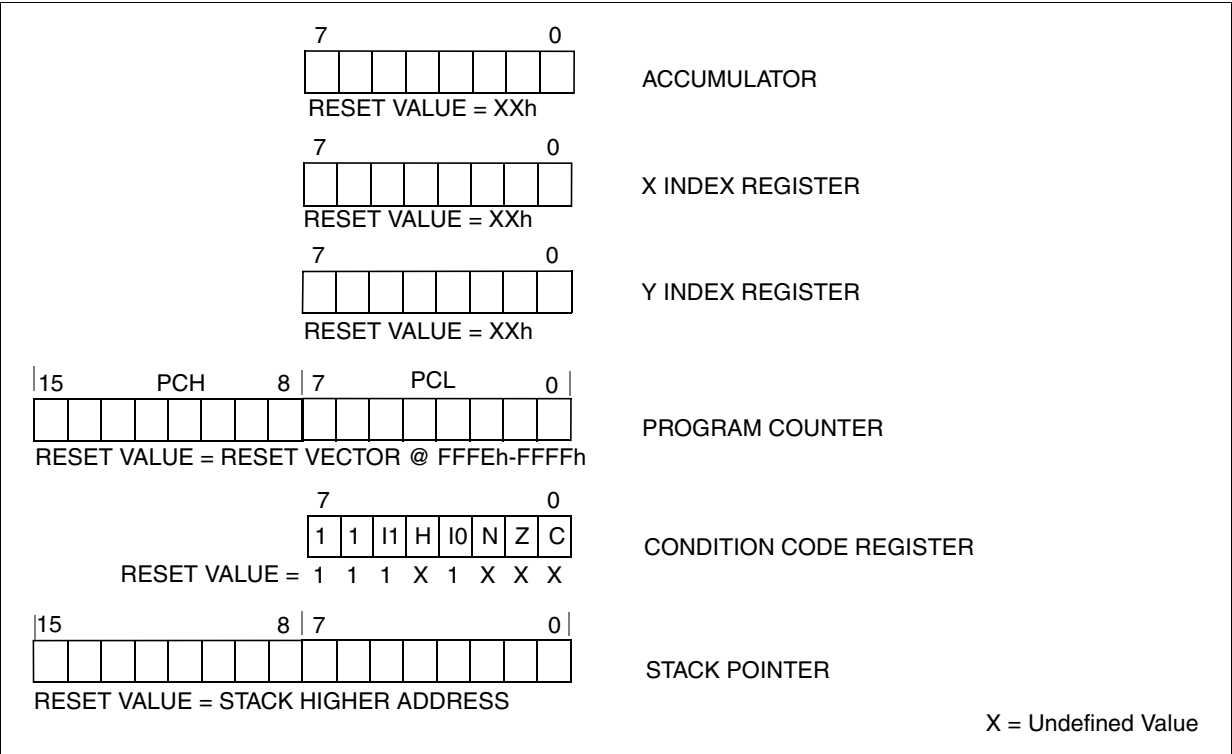 7 0
ACCUMULATOR
RESET VALUE = XXh
7 0
X INDEX REGISTER
RESET VALUE = XXh
7 0
Y INDEX REGISTER
RESET VALUE = XXh
15 PCH 8 7 PCL 0
PROGRAM COUNTER
RESET VALUE = RESET VECTOR @ FFFEh-FFFFh
7 0
1 1 I1 H I0 N Z C
CONDITION CODE REGISTER
RESET VALUE = 1 1 1 X 1 X X X
15 8 7 0
STACK POINTER
RESET VALUE = STACK HIGHER ADDRESS
X = Undefined Value